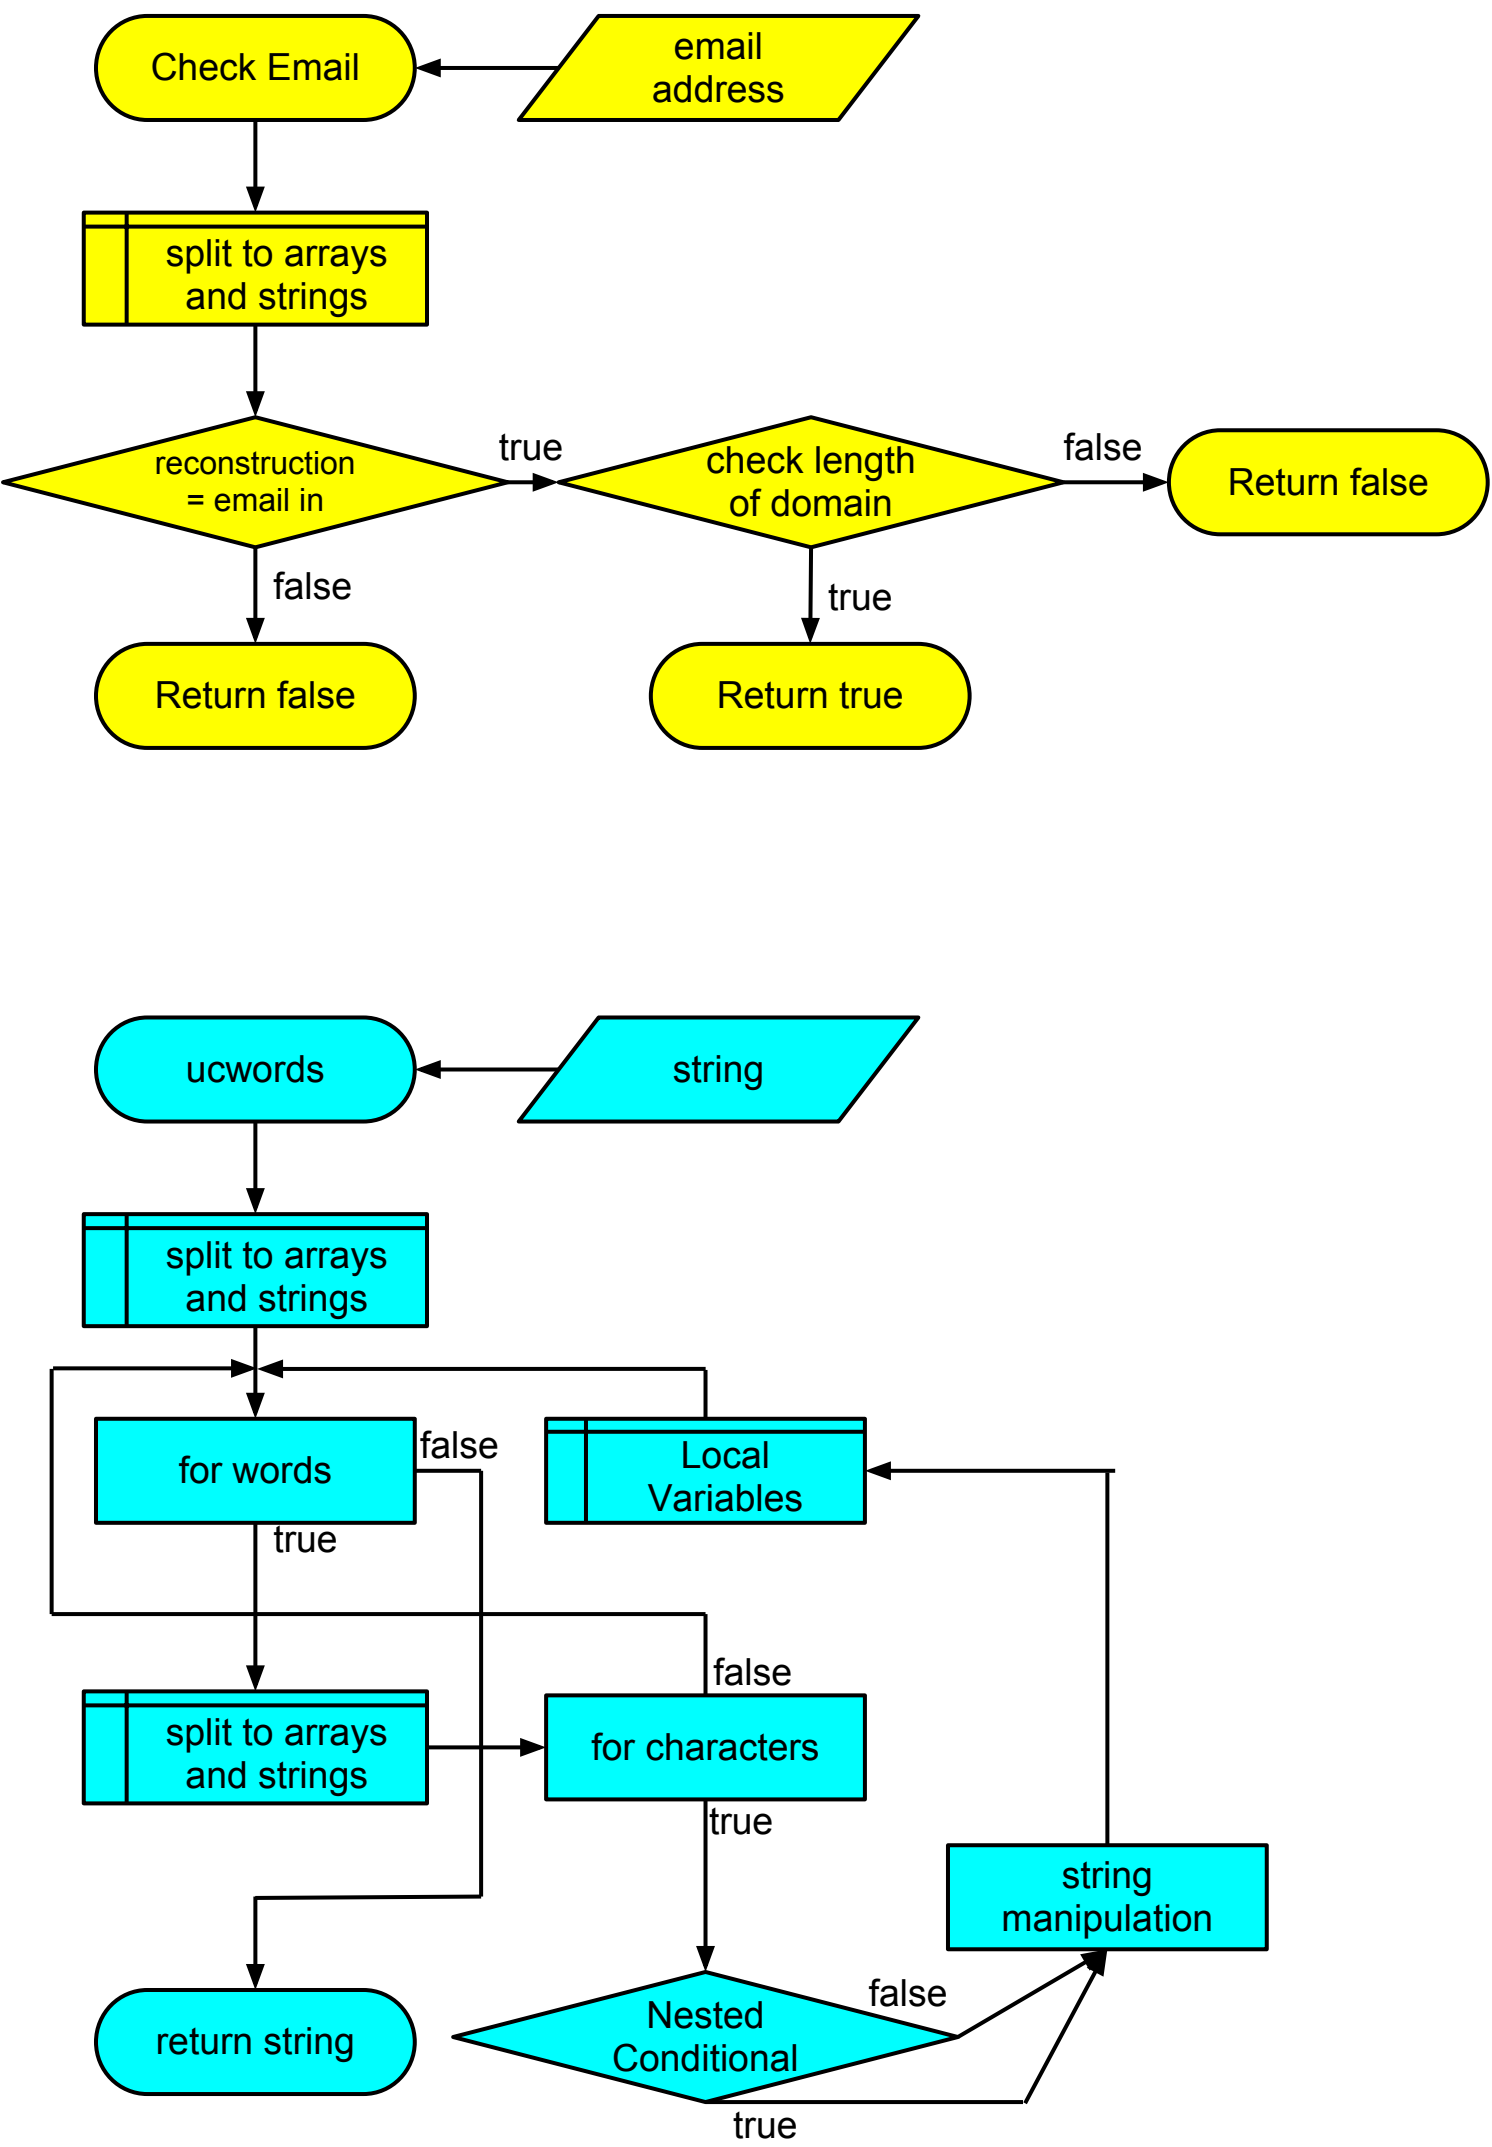 Check Email
email
address
split to arrays
and strings
reconstruction
= email in
true
check length
of domain
false
Return false
false
true
Return false
Return true
ucwords
string
split to arrays
and strings
for words
false
true
Local
Variables
false
split to arrays
and strings
for characters
true
string
manipulation
false
Nested
Conditional
return string
true